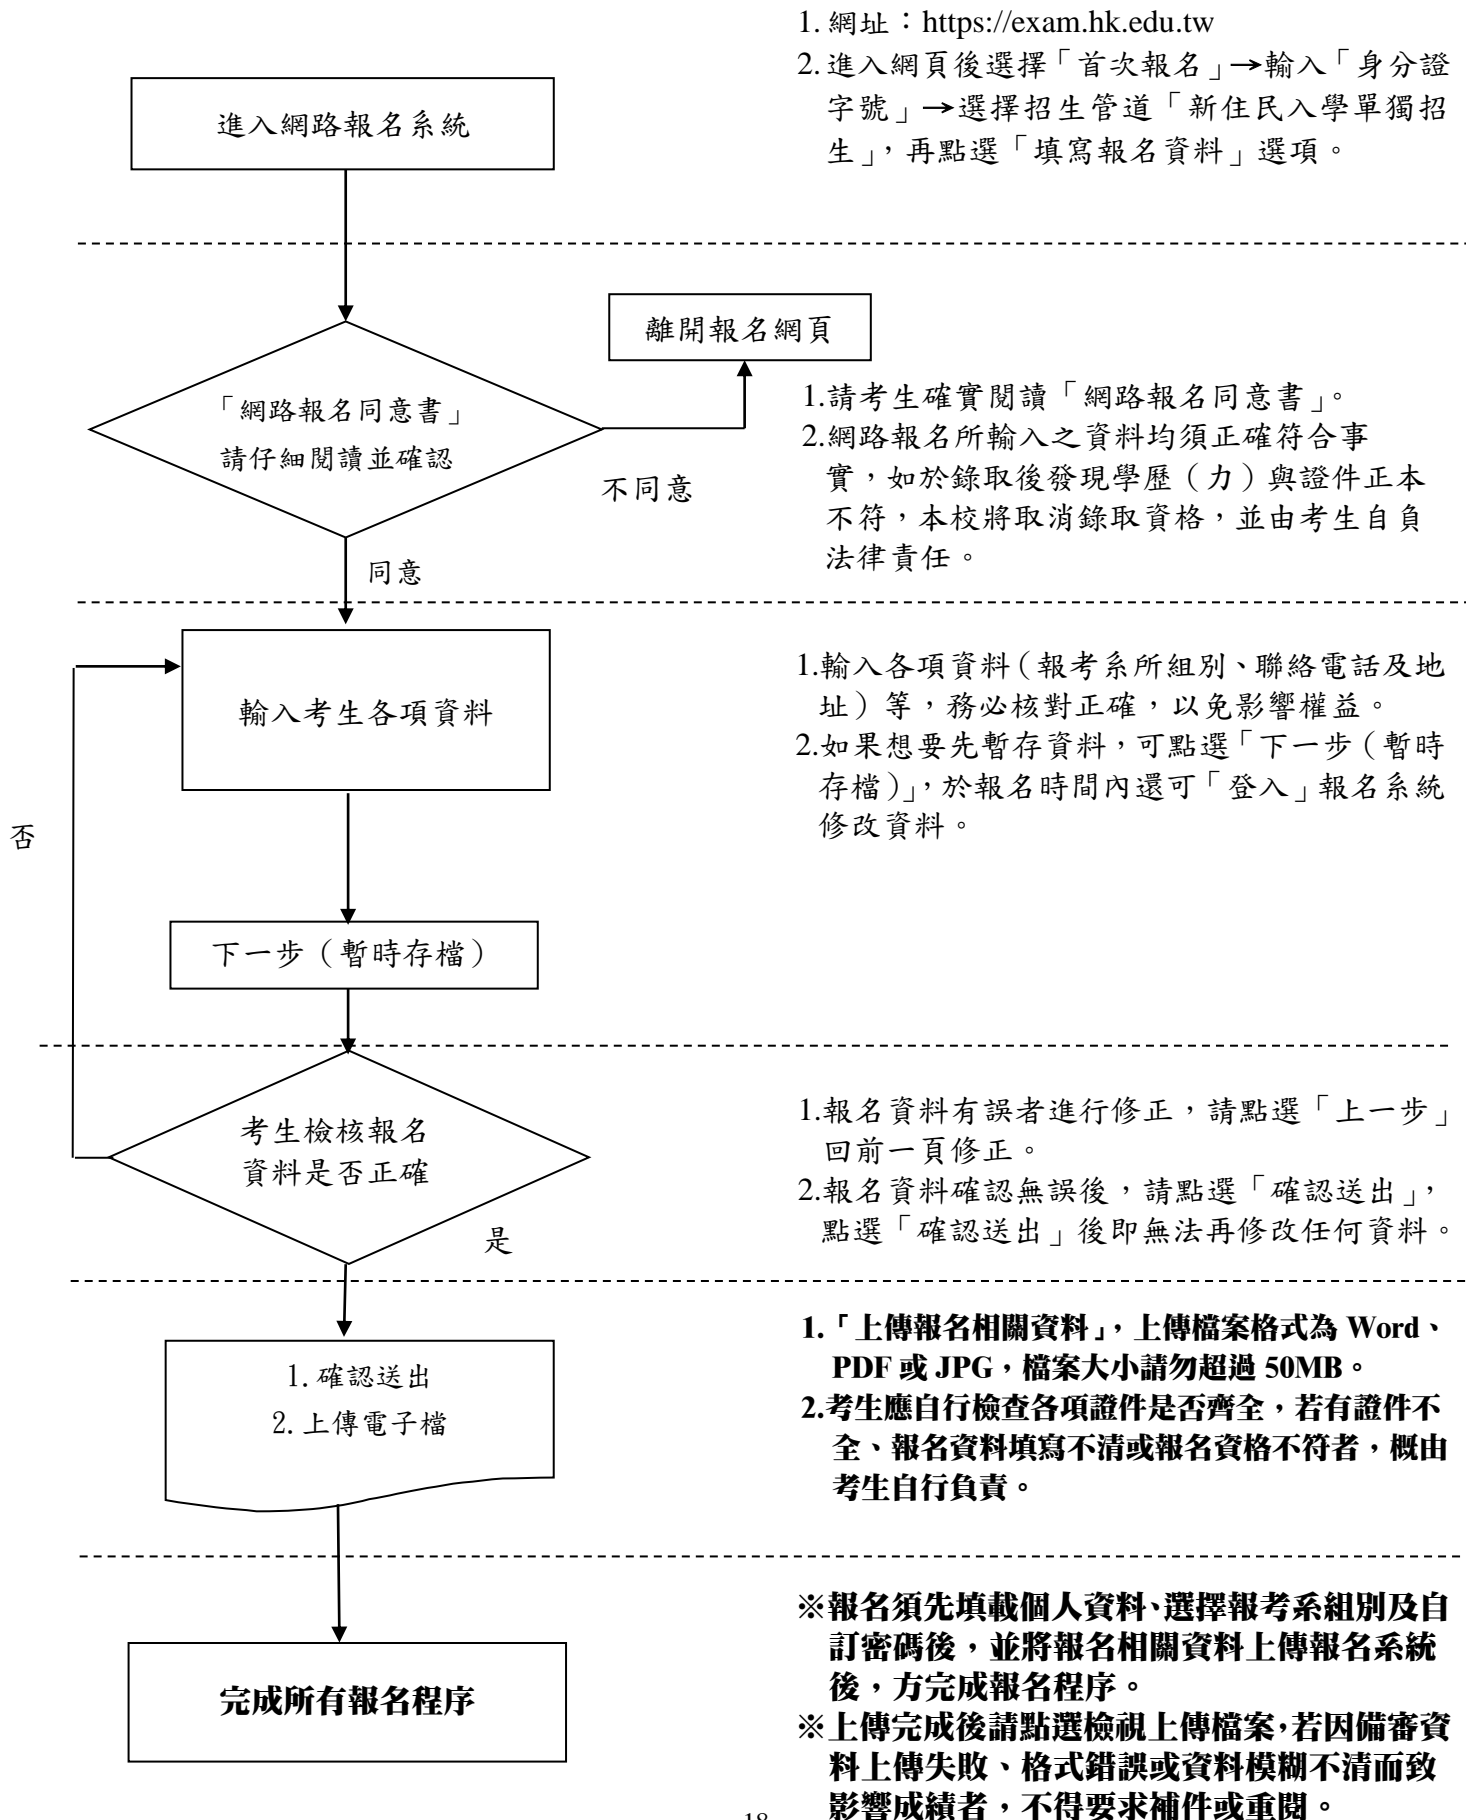 1. 網址：https://exam.hk.edu.tw
2. 進入網頁後選擇「首次報名」→輸入「身分證
字號」→選擇招生管道「新住民入學單獨招
生」，再點選「填寫報名資料」選項。
進入網路報名系統
離開報名網頁
「網路報名同意書」
請仔細閱讀並確認
不同意
同意
1.請考生確實閱讀「網路報名同意書」。
2.網路報名所輸入之資料均須正確符合事
實，如於錄取後發現學歷（力）與證件正本
不符，本校將取消錄取資格，並由考生自負
法律責任。
輸入考生各項資料
否
下一步（暫時存檔）
1.輸入各項資料（報考系所組別、聯絡電話及地
址）等，務必核對正確，以免影響權益。
2.如果想要先暫存資料，可點選「下一步（暫時
存檔）」，於報名時間內還可「登入」報名系統
修改資料。
考生檢核報名
資料是否正確
是
1.報名資料有誤者進行修正，請點選「上一步」
回前一頁修正。
2.報名資料確認無誤後，請點選「確認送出」，
點選「確認送出」後即無法再修改任何資料。
1. 確認送出
2. 上傳電子檔
1.「上傳報名相關資料」，上傳檔案格式為 Word、
PDF 或 JPG，檔案大小請勿超過 50MB。
2.考生應自行檢查各項證件是否齊全，若有證件不
全、報名資料填寫不清或報名資格不符者，概由
考生自行負責。
完成所有報名程序
※報名須先填載個人資料、選擇報考系組別及自
訂密碼後，並將報名相關資料上傳報名系統
後，方完成報名程序。
※上傳完成後請點選檢視上傳檔案，若因備審資
料上傳失敗、格式錯誤或資料模糊不清而致
影響成績者，不得要求補件或重閱。
18